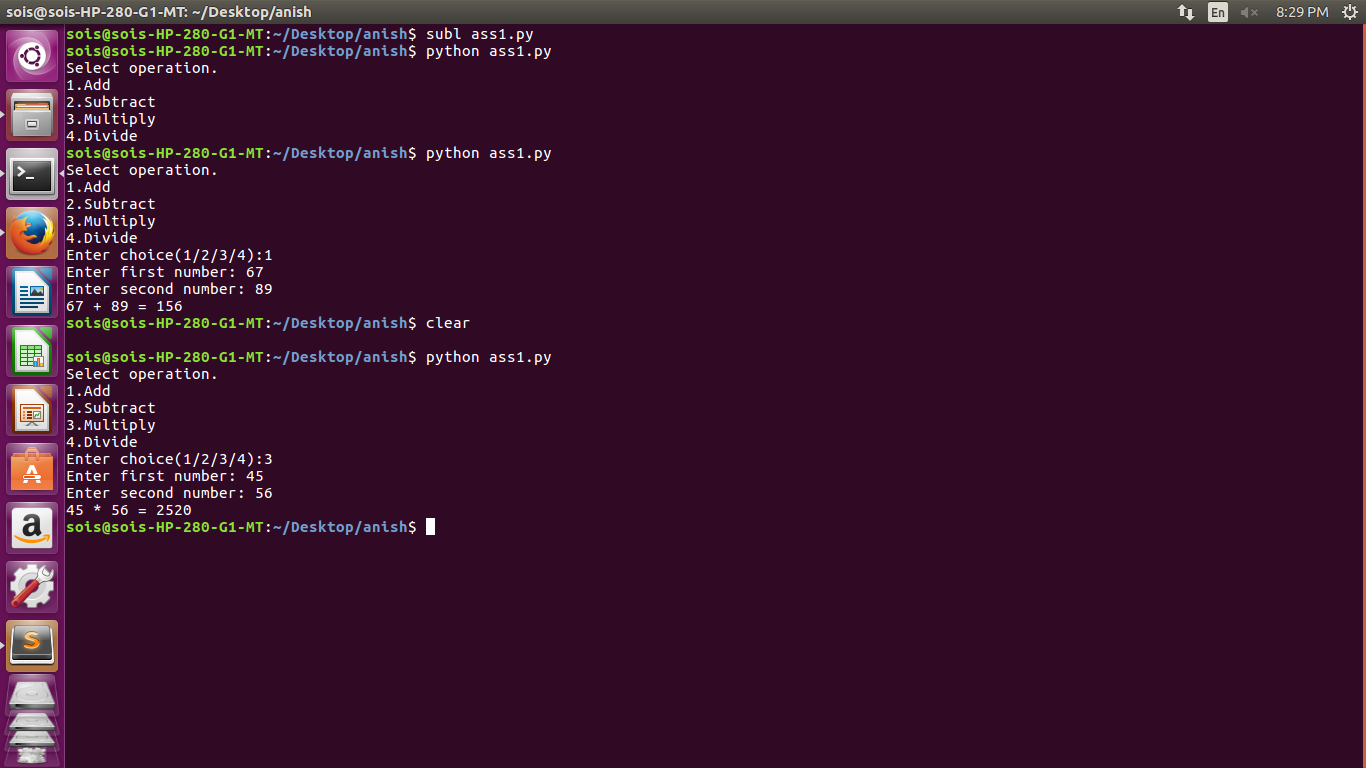 sois@sois-HP-280-G1-MT: ~/Desktop/anish
En
8:29 PM
sois@sois-HP-280-G1-MT:~/Desktop/anish$ subl ass1.py
sois@sois-HP-280-G1-MT:~/Desktop/anish$ python ass1.py
Select operation.
1.Add
2.Subtract
3.Multiply
4.Divide
sois@sois-HP-280-G1-MT:~/Desktop/anish$ python ass1.py
Select operation.
1.Add
2.Subtract
3.Multiply
4.Divide
Enter choice(1/2/3/4):1
Enter first number: 67
Enter second number: 89
67 + 89 = 156
sois@sois-HP-280-G1-MT:~/Desktop/anish$ clear
sois@sois-HP-280-G1-MT:~/Desktop/anish$ python ass1.py
Select operation.
1.Add
2.Subtract
3.Multiply
4.Divide
Enter choice(1/2/3/4):3
Enter first number: 45
Enter second number: 56
45 * 56 = 2520
sois@sois-HP-280-G1-MT:~/Desktop/anish$